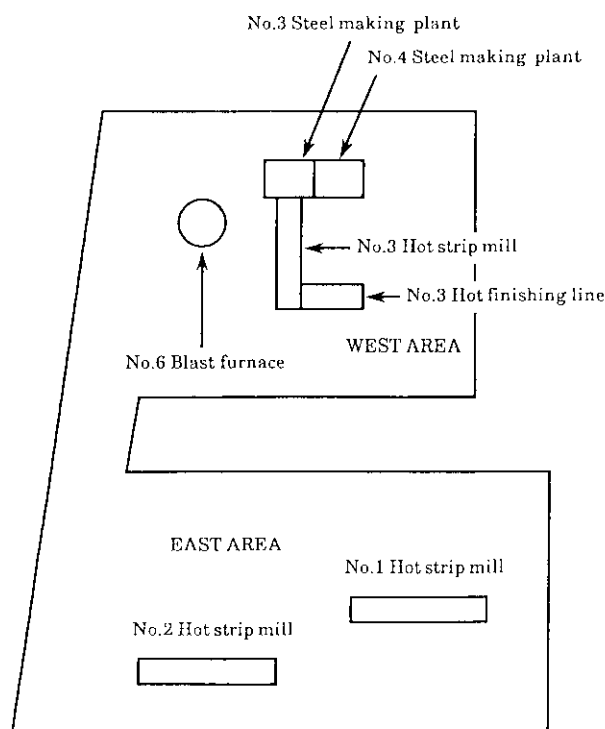 No.3 Steel making plant
No.4 Steel making plant
No.3 Hot strip mill
No.3 Hot finishing line
No.6 Blast furnace
WEST AREA
EAST AREA
No.1 Hot strip mill
No.2 Hot strip mill